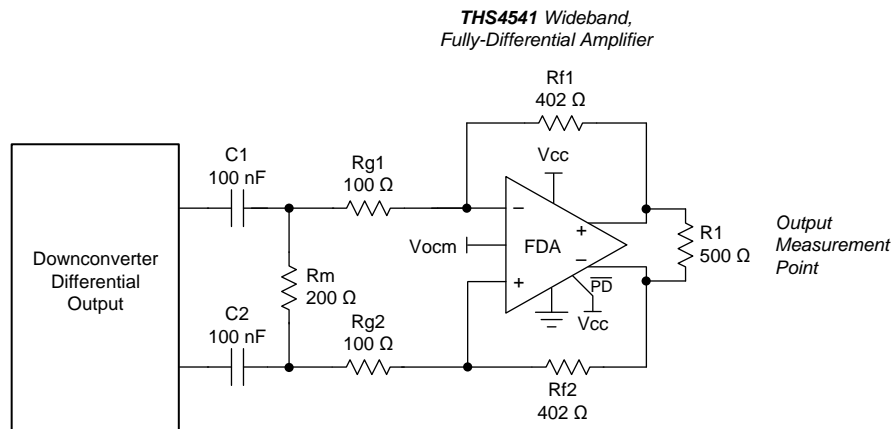 THS4541 Wideband,
Fully-Differential Amplifier
Rf1
402 Ω
C1
100 nF
Rg1
100 Ω
Vcc
Downconverter
Differential
Output
Rm
200 Ω
Vocm
−
+
FDA
+
−
PD
Vcc
R1
500 Ω
Output
Measurement
Point
C2
100 nF
Rg2
100 Ω
Rf2
402 Ω